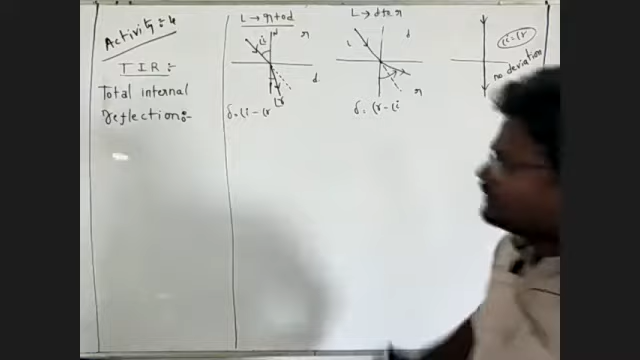 Activity:- 4
T I R:-
Total internal
Reflection:-
L → r to d
r
i
d
r
δ = ∠i - ∠r
L → d to r
d
i
r
δ = ∠r - ∠i
∠i = ∠r
no deviation